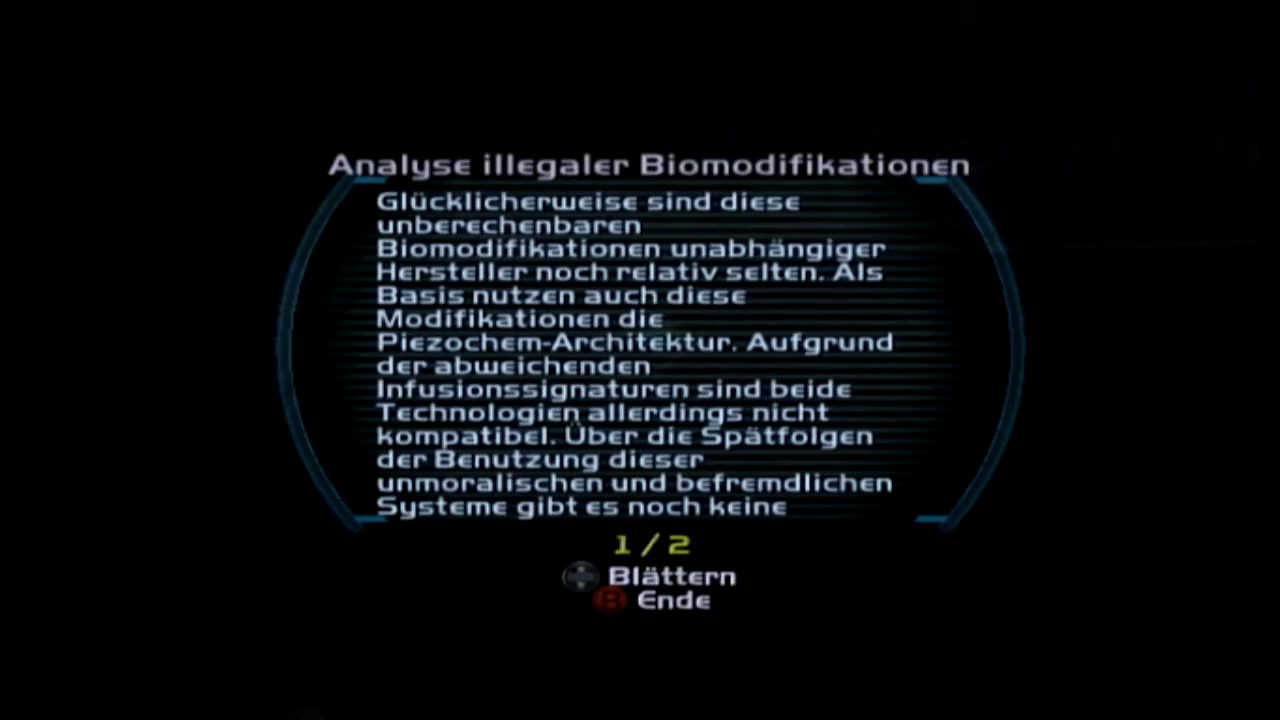 Analyse illegaler Biomodifikationen
Glücklicherweise sind diese
unberechenbaren
Biomodifikationen unabhängiger
Hersteller noch relativ selten. Als
Basis nutzen auch diese
Modifikationen die
Piezochem-Architektur. Aufgrund
der abweichenden
Infusionssignaturen sind beide
Technologien allerdings nicht
kompatibel. Über die Spätfolgen
der Benutzung dieser
unmoralischen und befremdlichen
Systeme gibt es noch keine
1 / 2
Blättern
B Ende